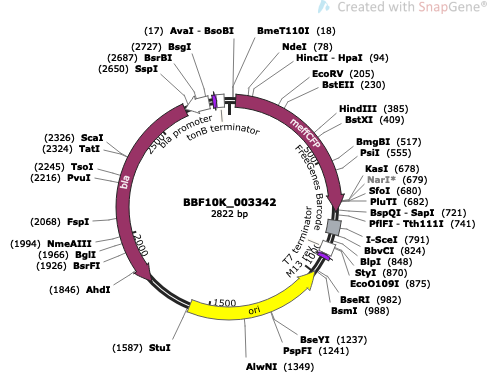 Created with SnapGene®
(17) AvaI - BsoBI
BmeT110I (18)
(2727) BsgI
(2687) BsrBI
(2650) SspI
NdeI (78)
HincII - HpaI (94)
EcoRV (205)
BstEII (230)
HindIII (385)
BstXI (409)
BmgBI (517)
PsiI (555)
KasI (678)
NarI* (679)
SfoI (680)
PluTI (682)
BspQI - SapI (721)
PflFI - Tth111I (741)
I-SceI (791)
BbvCI (824)
BlpI (848)
StyI (870)
EcoO109I (875)
BseRI (982)
BsmI (988)
BseYI (1237)
PspFI (1241)
AlwNI (1349)
(1587) StuI
(1846) AhdI
(1926) BsrFI
(1966) BglI
(1994) NmeAIII
(2068) FspI
(2216) PvuI
(2245) TsoI
(2324) TatI
(2326) ScaI
bla promoter
tonB terminator
meffCFP
FreeGenes Barcode
T7 terminator
M13 rev
ori
bla
500
1500
2000
2500
BBF10K_003342
2822 bp